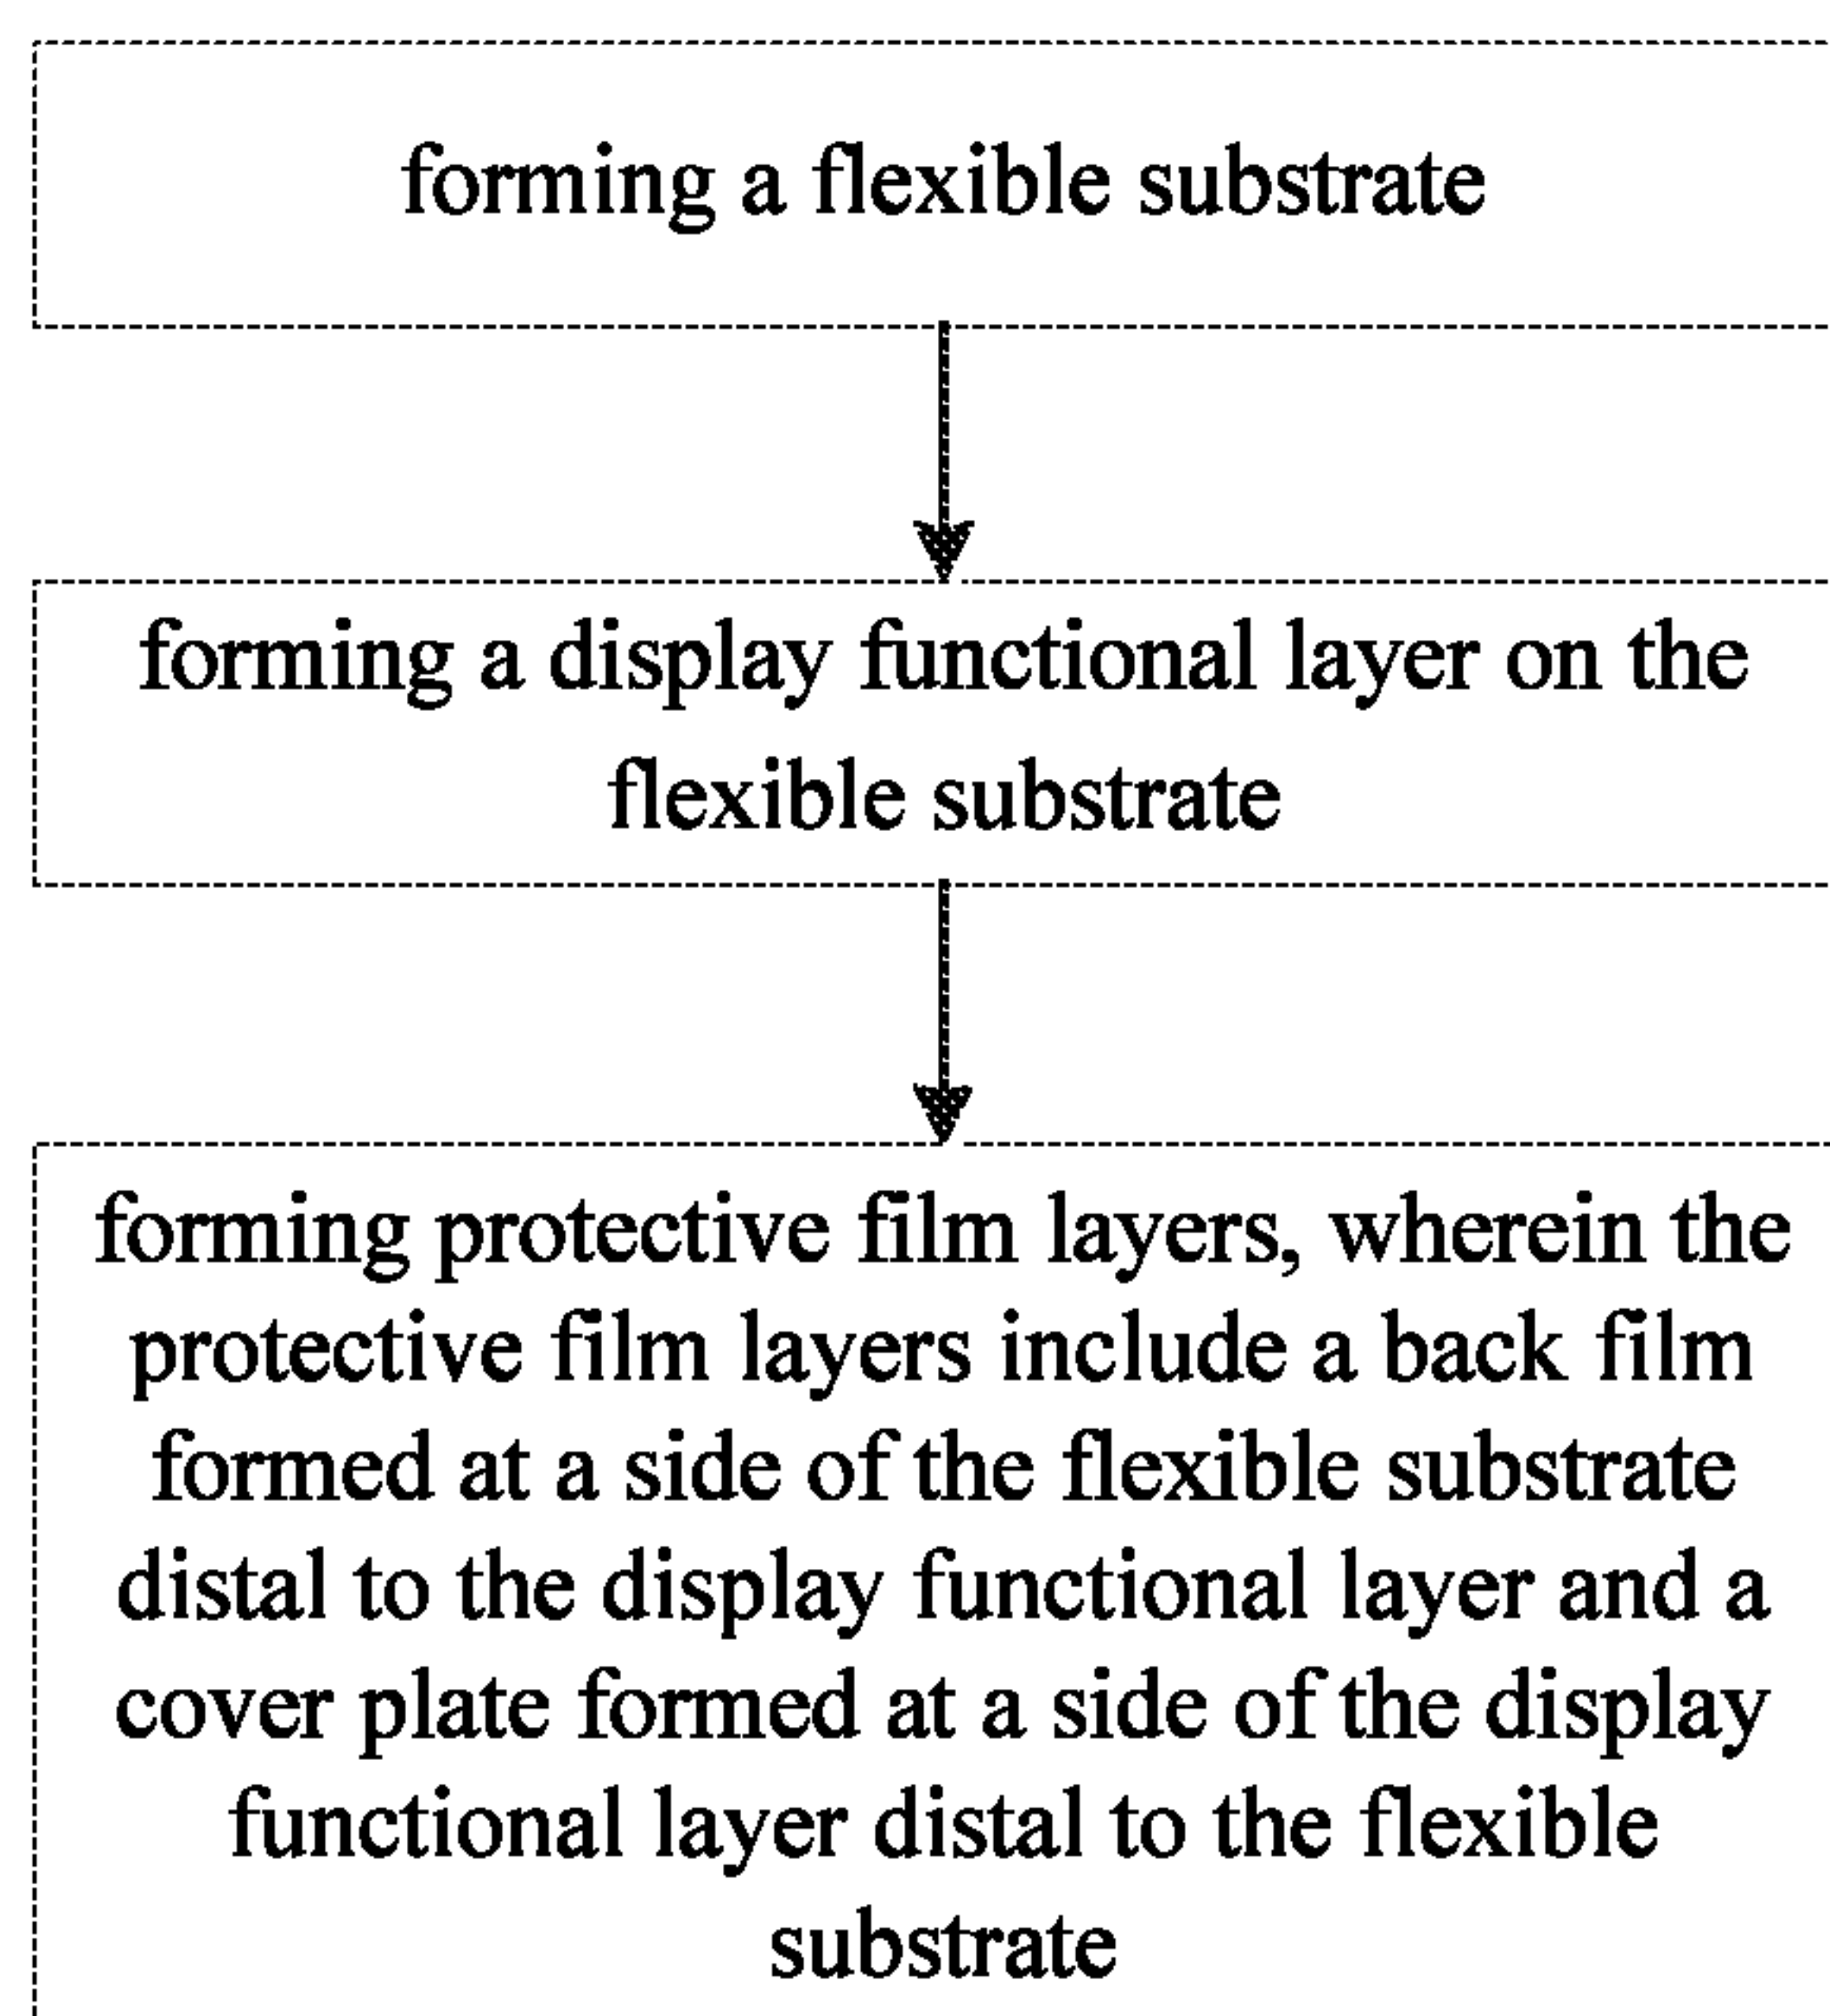 forming a flexible substrate
forming a display functional layer on the
flexible substrate
forming protective film layers, wherein the
protective film layers include a back film
formed at a side of the flexible substrate
distal to the display functional layer and a
cover plate formed at a side of the display
functional layer distal to the flexible
substrate